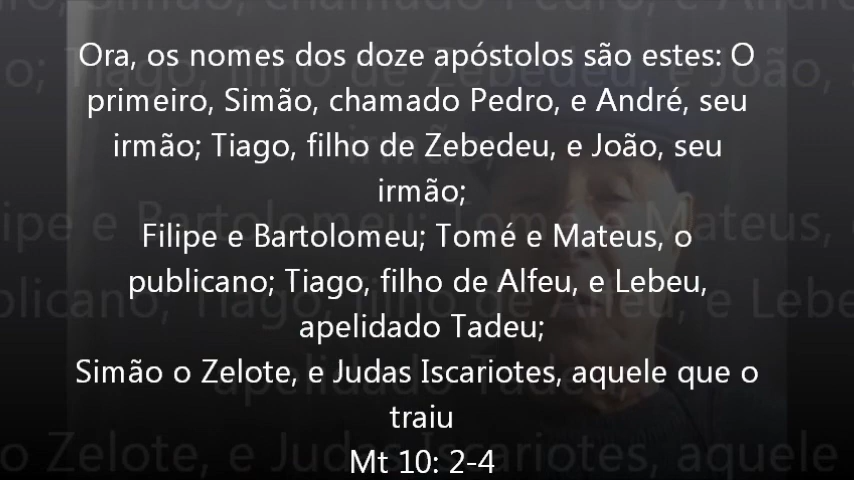 Ora, os nomes dos doze apóstolos são estes: O
primeiro, Simão, chamado Pedro, e André, seu
irmão; Tiago, filho de Zebedeu, e João, seu
irmão;
Filipe e Bartolomeu; Tomé e Mateus, o
publicano; Tiago, filho de Alfeu, e Lebeu,
apelidado Tadeu;
Simão o Zelote, e Judas Iscariotes, aquele que o
traiu
Mt 10: 2-4